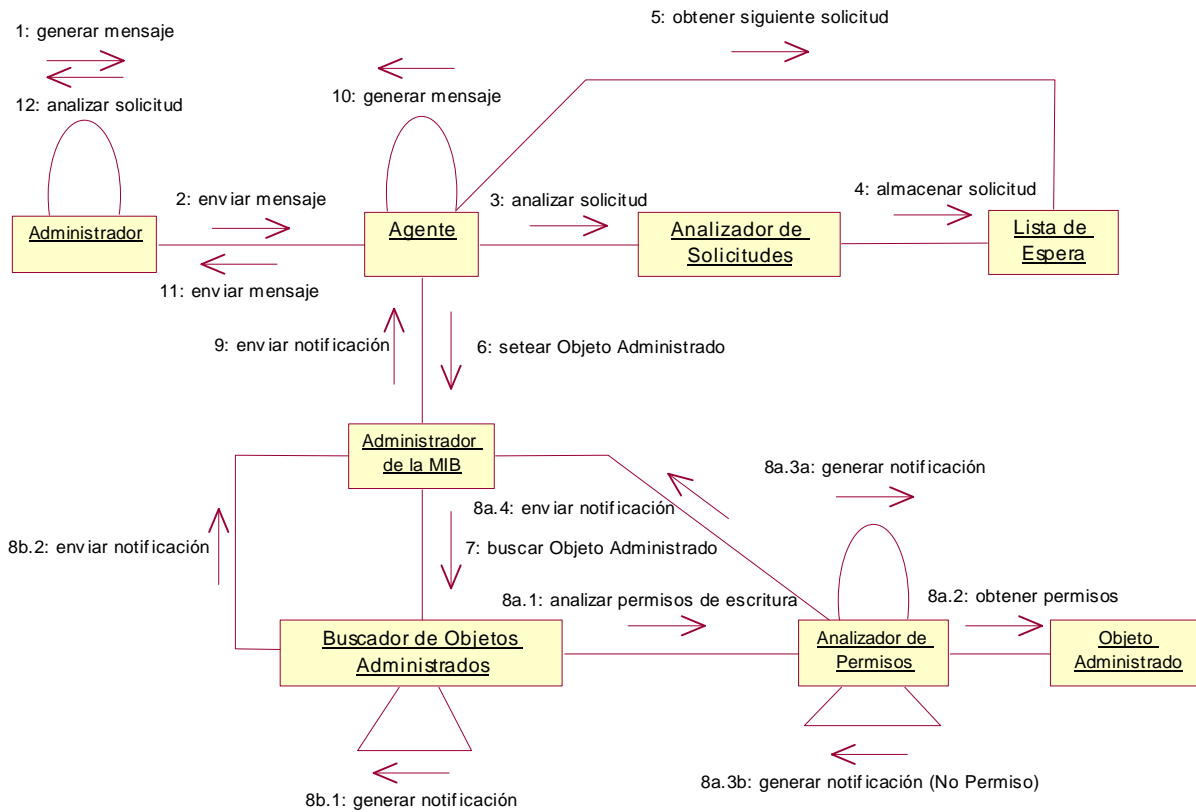 1: generar mensaje
5: obtener siguiente solicitud
12: analizar solicitud
10: generar mensaje
2: enviar mensaje
3: analizar solicitud
4: almacenar solicitud
Administrador
Agente
Analizador de
Solicitudes
Lista de
Espera
11: enviar mensaje
9: enviar notificación
6: setear Objeto Administrado
Administrador
de la MIB
8a.3a: generar notificación
8a.4: enviar notificación
8b.2: enviar notificación
7: buscar Objeto Administrado
8a.1: analizar permisos de escritura
8a.2: obtener permisos
Buscador de Objetos
Administrados
Analizador de
Permisos
Objeto
Administrado
8b.1: generar notificación
8a.3b: generar notificación (No Permiso)